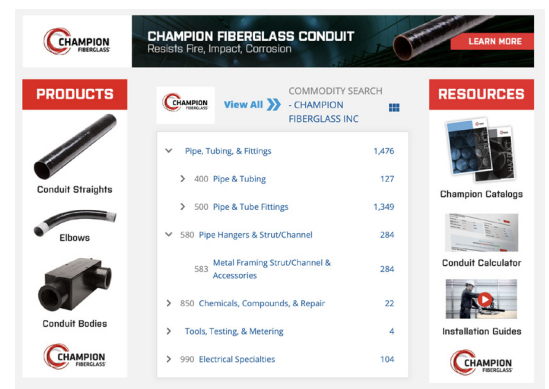 CHAMPION
FIBERGLASS
CHAMPION FIBERGLASS CONDUIT
Resists Fire, Impact, Corrosion
LEARN MORE
PRODUCTS
Conduit Straights
Elbows
Conduit Bodies
CHAMPION
FIBERGLASS
CHAMPION
FIBERGLASS
View All
COMMODITY SEARCH
- CHAMPION
FIBERGLASS INC
Pipe, Tubing, & Fittings 1,476
400 Pipe & Tubing 127
500 Pipe & Tube Fittings 1,349
580 Pipe Hangers & Strut/Channel 284
583 Metal Framing Strut/Channel &
Accessories 284
850 Chemicals, Compounds, & Repair 22
Tools, Testing, & Metering 4
990 Electrical Specialties 104
RESOURCES
Champion Catalogs
Conduit Calculator
Installation Guides
CHAMPION
FIBERGLASS